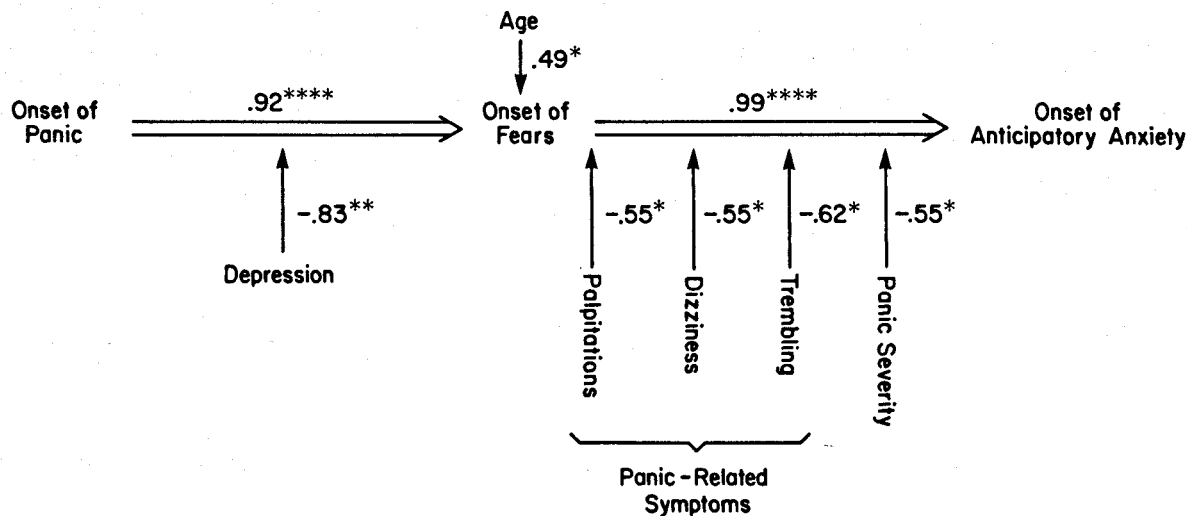 Age
.49*
Onset of
Panic
.92****
Onset of
Fears
.99****
Onset of
Anticipatory Anxiety
-.83**
Depression
-.55*
-.55*
-.62*
-.55*
Palpitations
Dizziness
Trembling
Panic Severity
Panic-Related
Symptoms